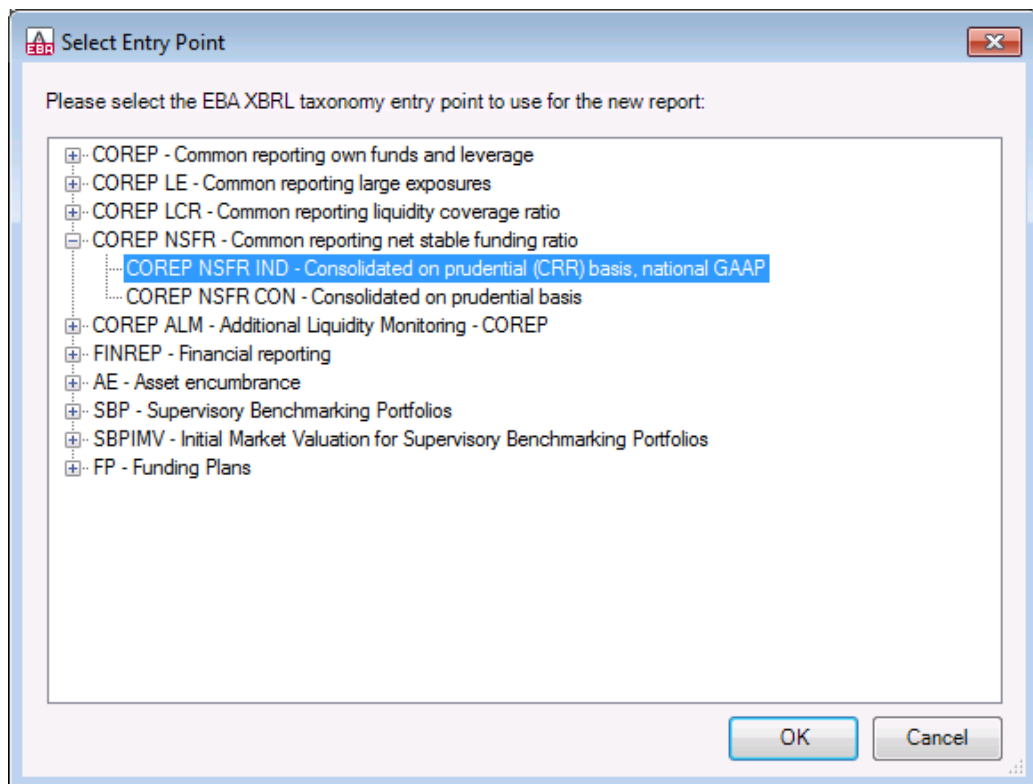 A
EBA
Select Entry Point
Please select the EBA XBRL taxonomy entry point to use for the new report:
COREP - Common reporting own funds and leverage
COREP LE - Common reporting large exposures
COREP LCR - Common reporting liquidity coverage ratio
COREP NSFR - Common reporting net stable funding ratio
COREP NSFR IND - Consolidated on prudential (CRR) basis, national GAAP
COREP NSFR CON - Consolidated on prudential basis
COREP ALM - Additional Liquidity Monitoring - COREP
FINREP - Financial reporting
AE - Asset encumbrance
SBP - Supervisory Benchmarking Portfolios
SBPIMV - Initial Market Valuation for Supervisory Benchmarking Portfolios
FP - Funding Plans
OK
Cancel